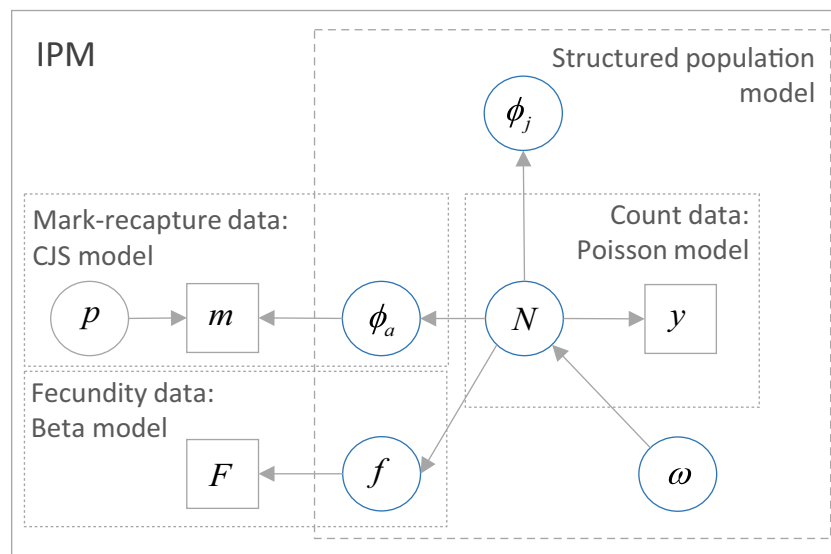 IPM
Structured population
model
ϕj
Mark-recapture data:
CJS model
Count data:
Poisson model
p
m
ϕa
N
y
Fecundity data:
Beta model
F
f
ω